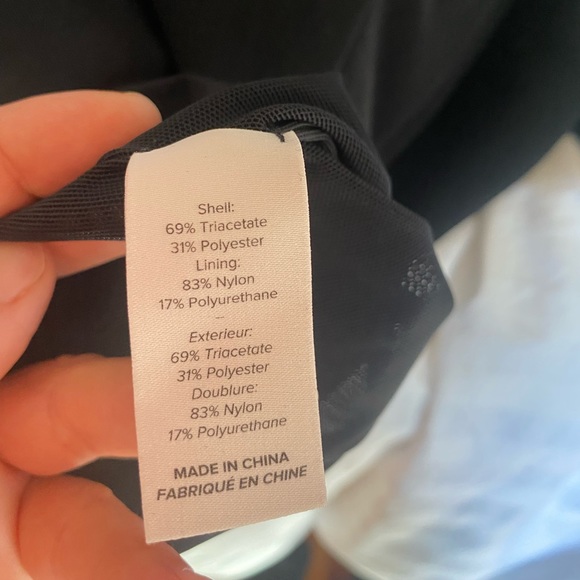 Shell:
69% Triacetate
31% Polyester
Lining:
83% Nylon
17% Polyurethane
--
Exterieur:
69% Triacetate
31% Polyester
Doublure:
83% Nylon
17% Polyurethane
MADE IN CHINA
FABRIQUÉ EN CHINE